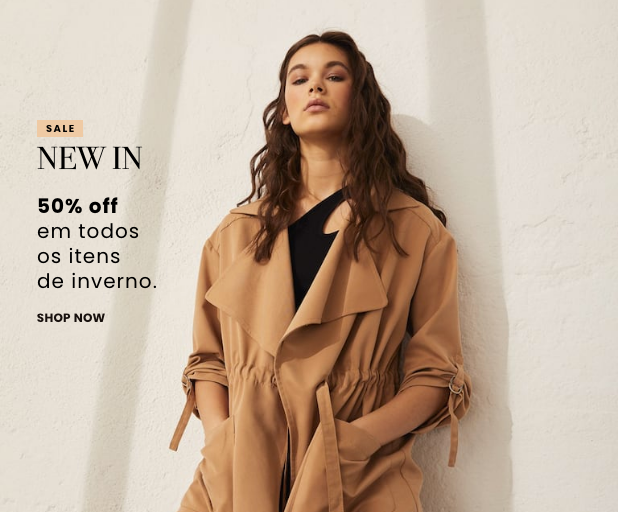 SALE
NEW IN
50% off
em todos
os itens
de inverno.
SHOP NOW